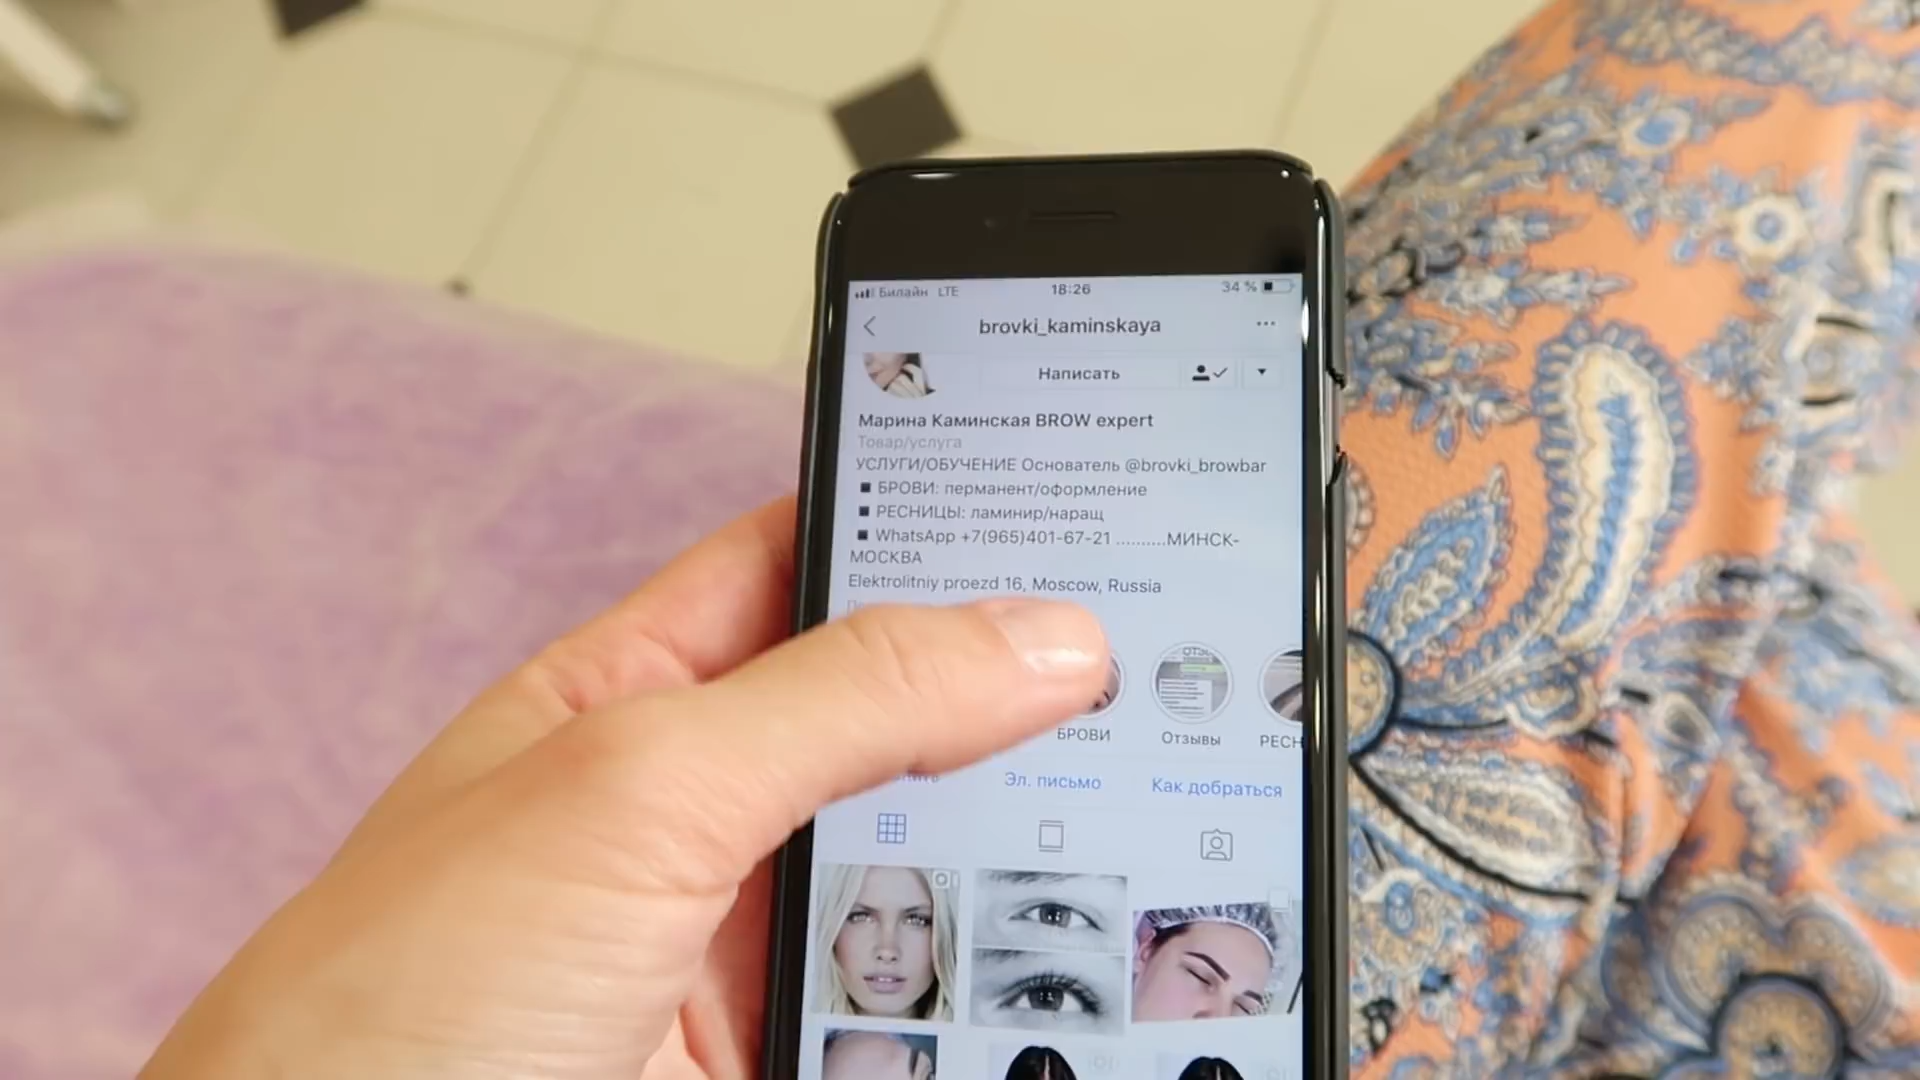 Билайн LTE 18:26 34 %
brovki_kaminskaya
Написать
Марина Каминская BROW expert
Товар/услуга
УСЛУГИ/ОБУЧЕНИЕ Основатель @brovki_browbar
БРОВИ: перманент/оформление
РЕСНИЦЫ: ламинир/наращ
WhatsApp +7(965)401-67-21 ..........МИНСК-
МОСКВА
Elektrolitniy proezd 16, Moscow, Russia
БРОВИ Отзывы РЕСН
Эл. письмо Как добраться